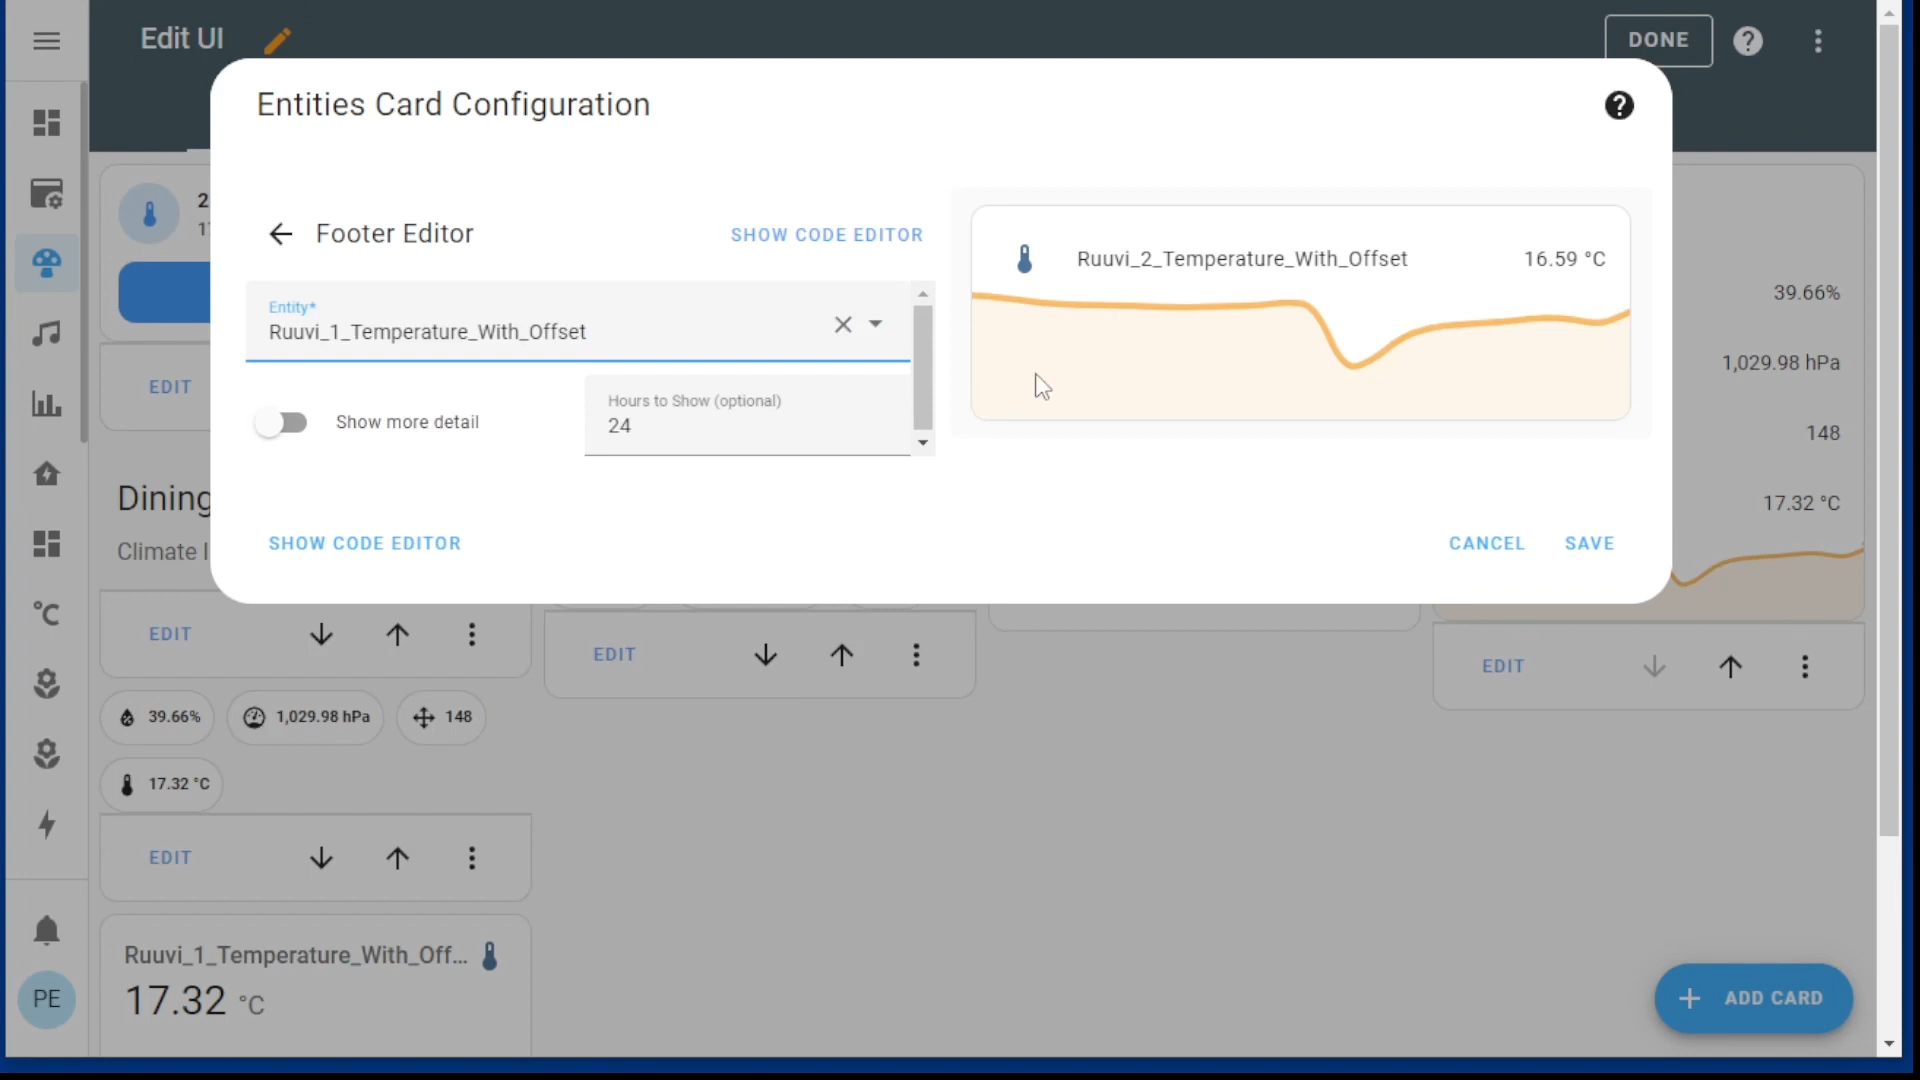 Edit UI
DONE
Entities Card Configuration
Footer Editor
SHOW CODE EDITOR
Entity*
Ruuvi_1_Temperature_With_Offset
Show more detail
Hours to Show (optional)
24
Ruuvi_2_Temperature_With_Offset
16.59 °C
SHOW CODE EDITOR
CANCEL
SAVE
39.66%
1,029.98 hPa
148
17.32 °C
EDIT
Dining
Climate
°C
EDIT
EDIT
EDIT
39.66%
1,029.98 hPa
148
17.32 °C
EDIT
Ruuvi_1_Temperature_With_Off...
17.32 °C
PE
ADD CARD